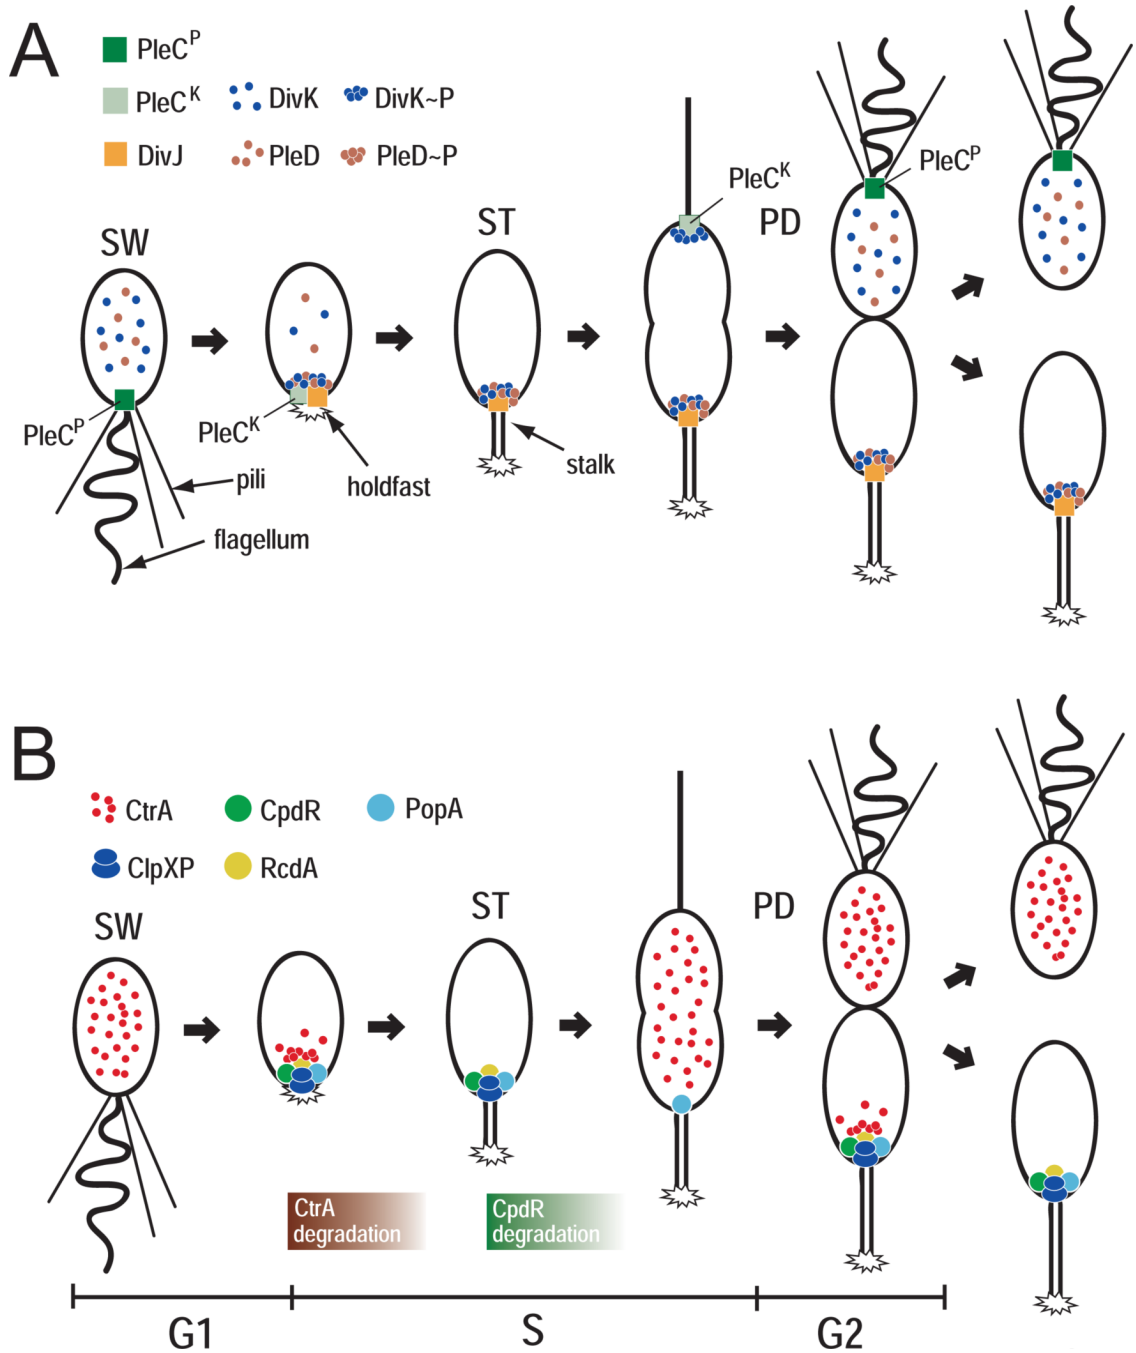 A
PleC^P
PleC^K
DivK
DivK~P
DivJ
PleD
PleD~P
SW
ST
PleC^K
PD
PleC^P
PleC^P
PleC^K
pili
holdfast
stalk
flagellum
B
CtrA
CpdR
PopA
ClpXP
RcdA
SW
ST
PD
CtrA
degradation
CpdR
degradation
G1
S
G2